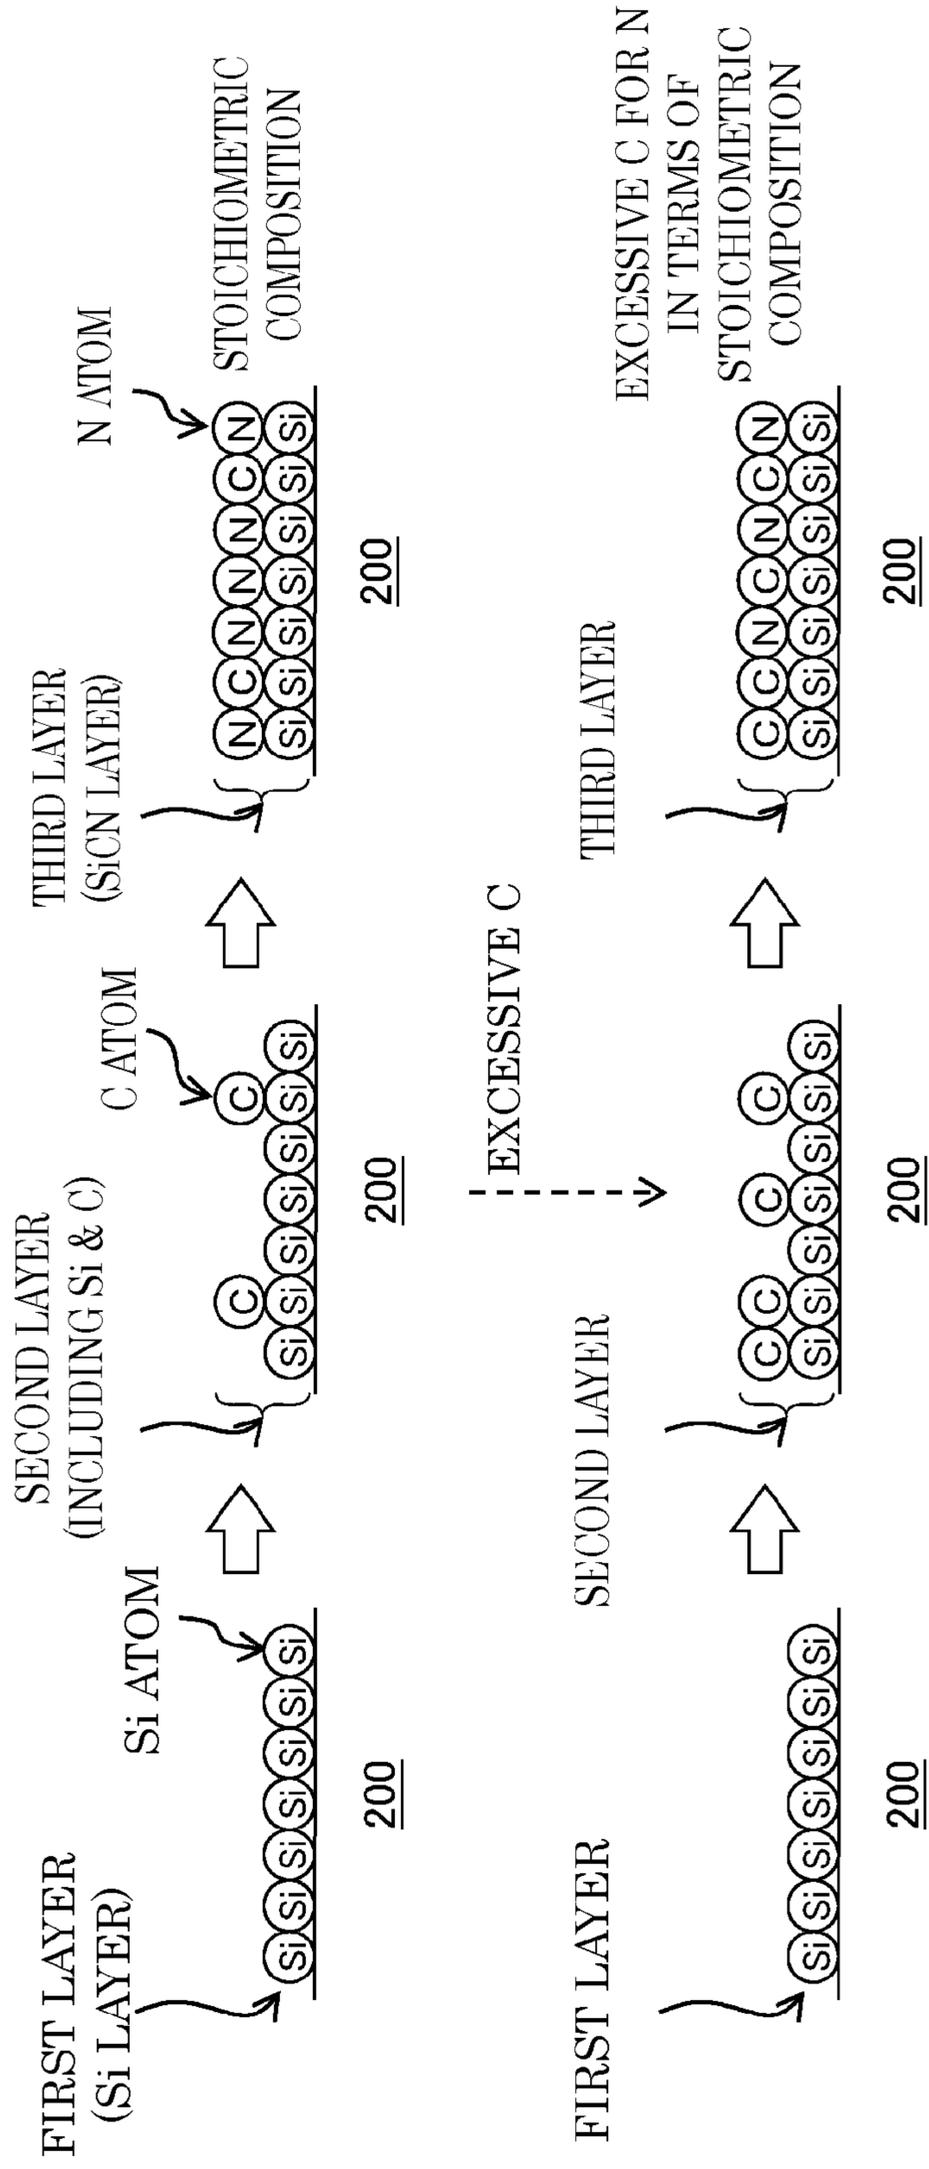 FIRST LAYER
(Si LAYER)
Si ATOM
Si Si Si Si Si Si Si
200
SECOND LAYER
(INCLUDING Si & C)
C ATOM
C C
Si Si Si Si Si Si Si
200
THIRD LAYER
(SiCN LAYER)
N ATOM
N C N N N C N
Si Si Si Si Si Si Si
200
STOICHIOMETRIC
COMPOSITION
EXCESSIVE C
FIRST LAYER
Si Si Si Si Si Si Si
200
SECOND LAYER
C C C C
Si Si Si Si Si Si Si
200
THIRD LAYER
C C N C N C N
Si Si Si Si Si Si Si
200
EXCESSIVE C FOR N
IN TERMS OF
STOICHIOMETRIC
COMPOSITION